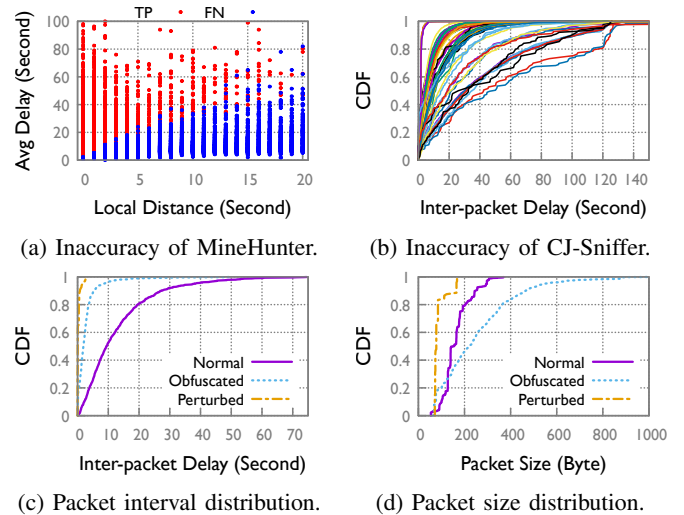 TP FN
Avg Delay (Second)
100
80
60
40
20
0
0 5 10 15 20
Local Distance (Second)
(a) Inaccuracy of MineHunter.
CDF
1
0.8
0.6
0.4
0.2
0
0 20 40 60 80 100 120 140
Inter-packet Delay (Second)
(b) Inaccuracy of CJ-Sniffer.
CDF
1
0.8
0.6
0.4
0.2
0
Normal
Obfuscated
Perturbed
0 10 20 30 40 50 60 70
Inter-packet Delay (Second)
(c) Packet interval distribution.
CDF
1
0.8
0.6
0.4
0.2
0
Normal
Obfuscated
Perturbed
0 200 400 600 800 1000
Packet Size (Byte)
(d) Packet size distribution.